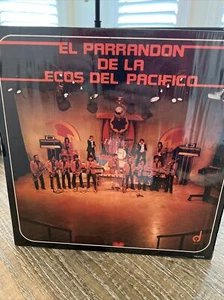 EL PARRANDON
DE LA
ECOS DEL PACIFICO